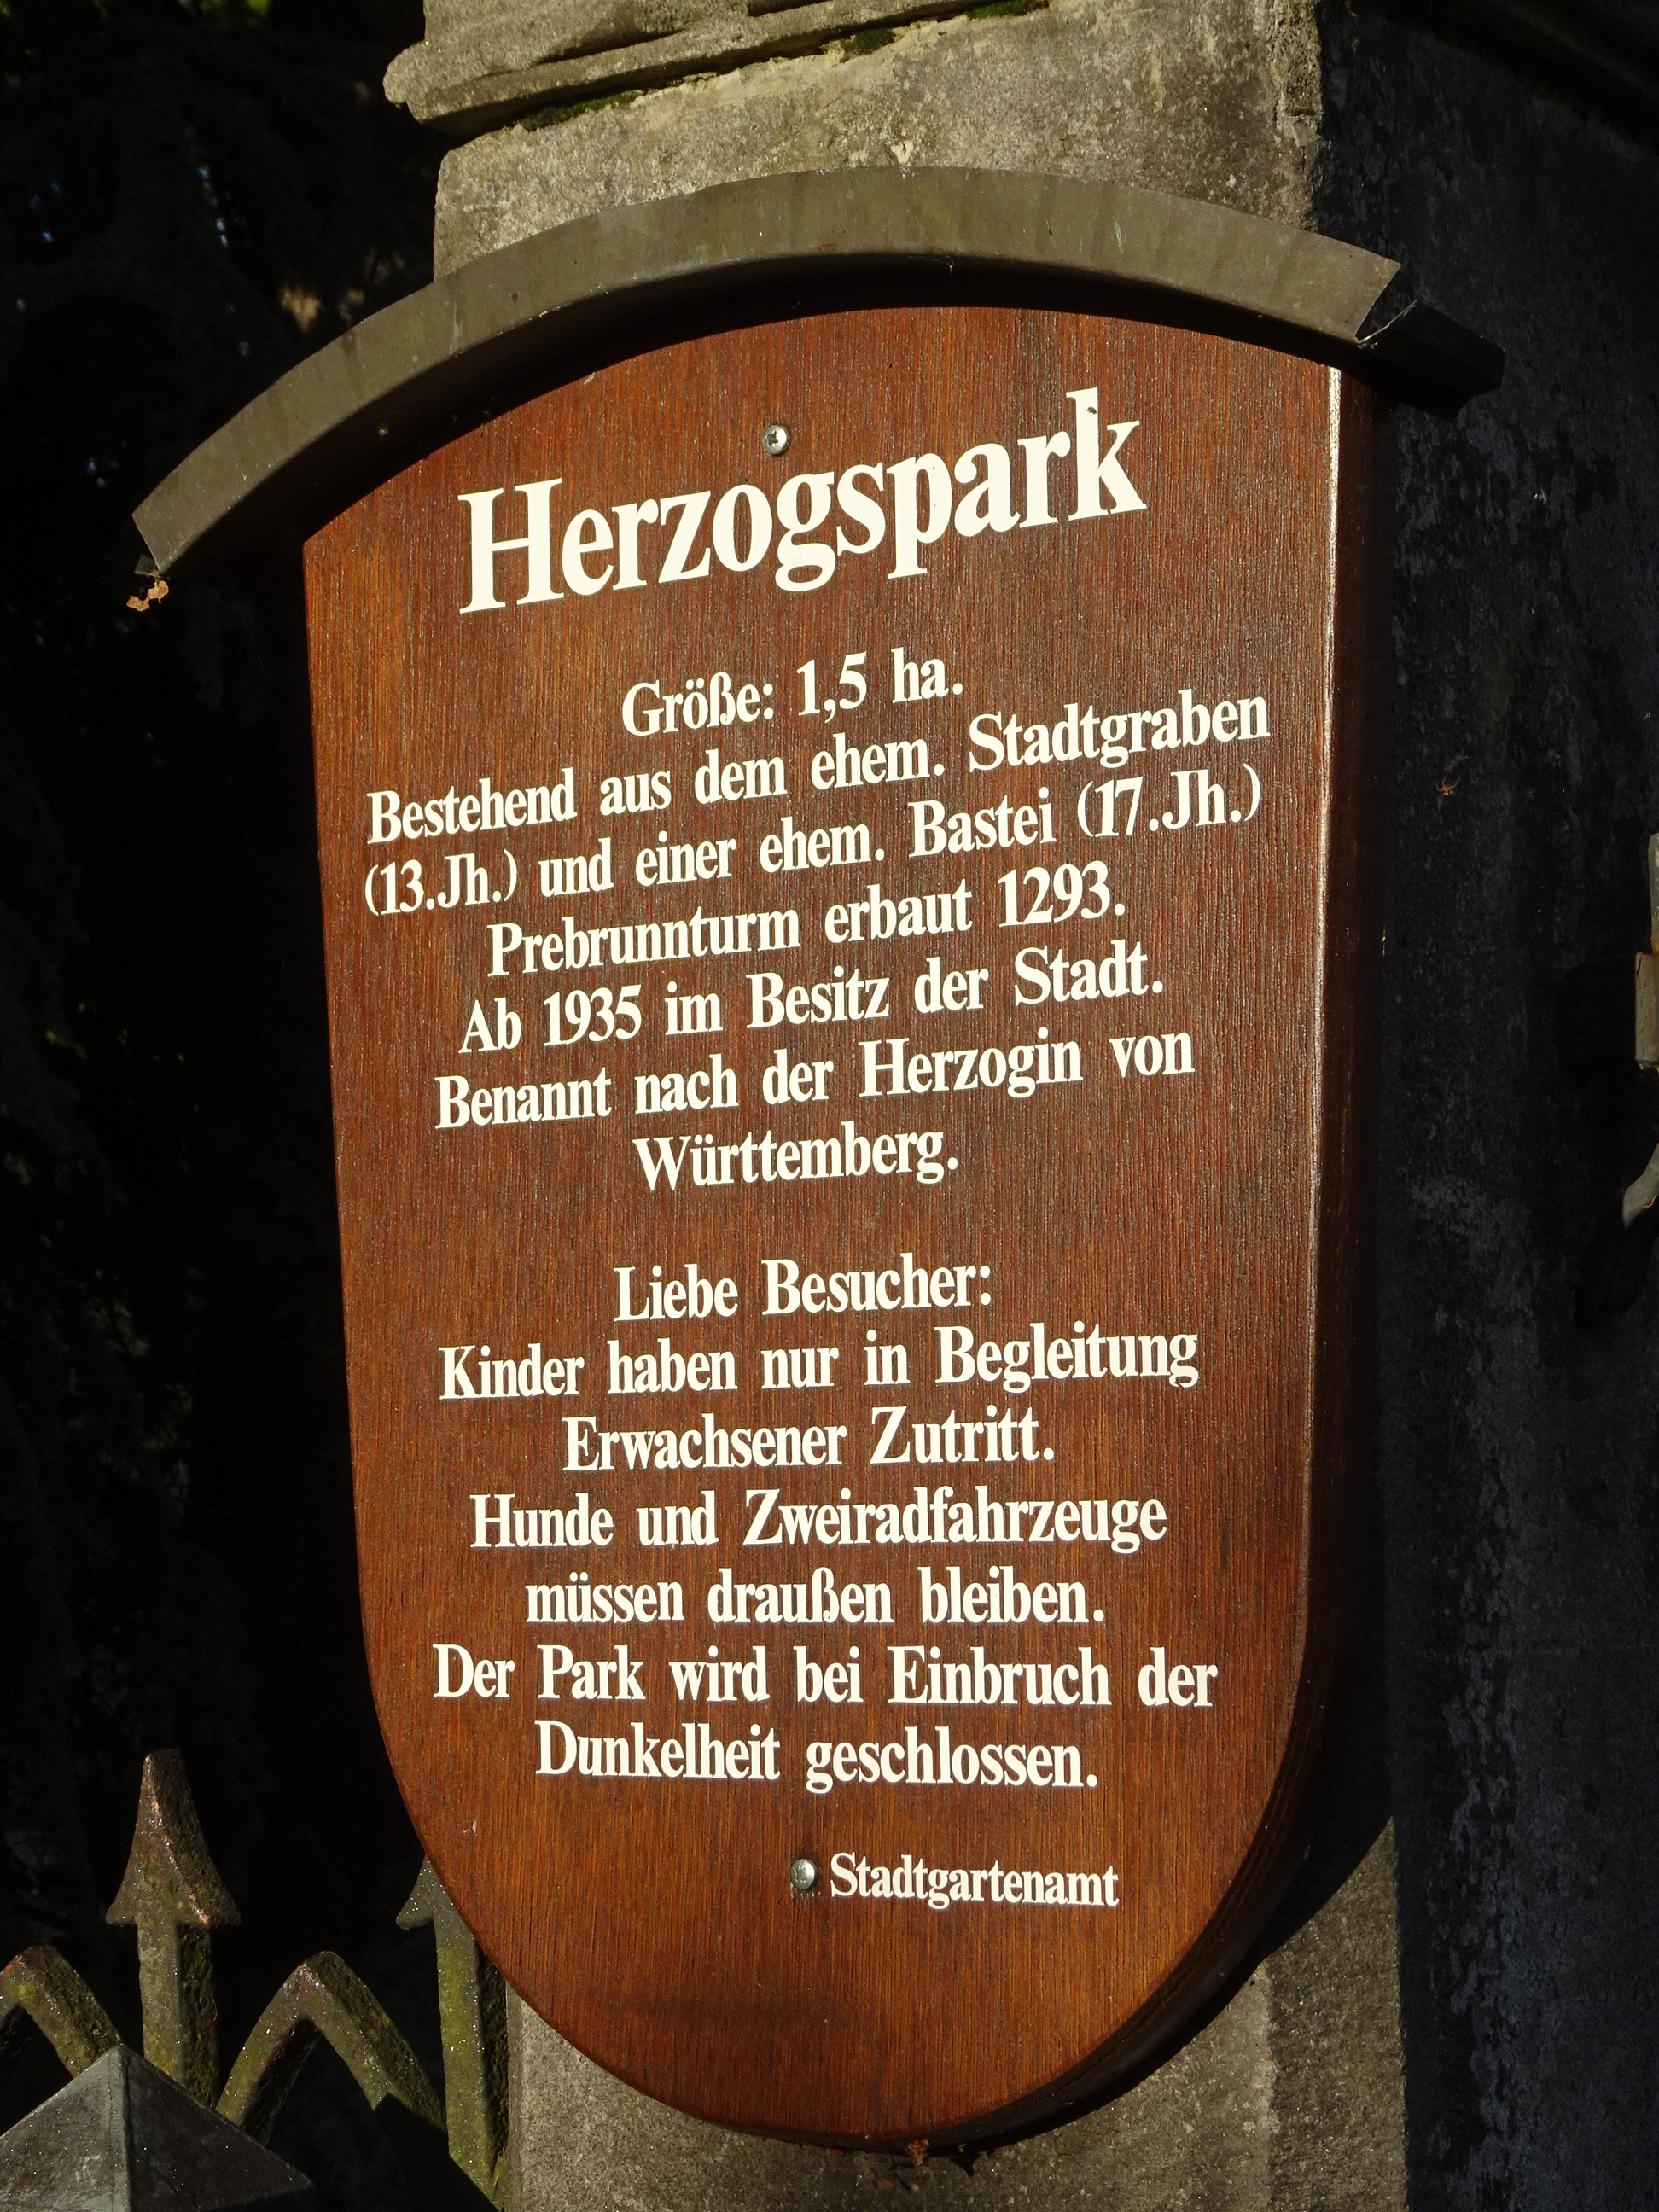 Herzogspark
Größe: 1,5 ha.
Bestehend aus dem ehem. Stadtgraben
(13.Jh.) und einer ehem. Bastei (17.Jh.)
Prebrunnturm erbaut 1293.
Ab 1935 im Besitz der Stadt.
Benannt nach der Herzogin von
Württemberg.
Liebe Besucher:
Kinder haben nur in Begleitung
Erwachsener Zutritt.
Hunde und Zweiradfahrzeuge
müssen draußen bleiben.
Der Park wird bei Einbruch der
Dunkelheit geschlossen.
Stadtgartenamt